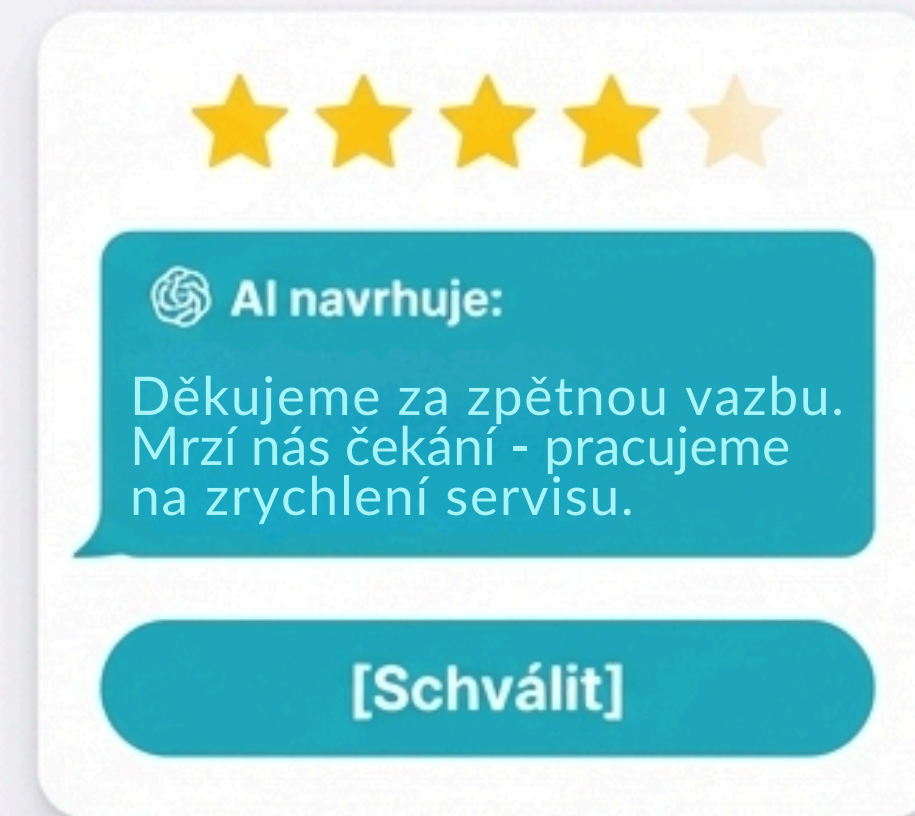 AI navrhuje:
Děkujeme za zpětnou vazbu.
Mrzí nás čekání - pracujeme
na zrychlení servisu.
[Schválit]